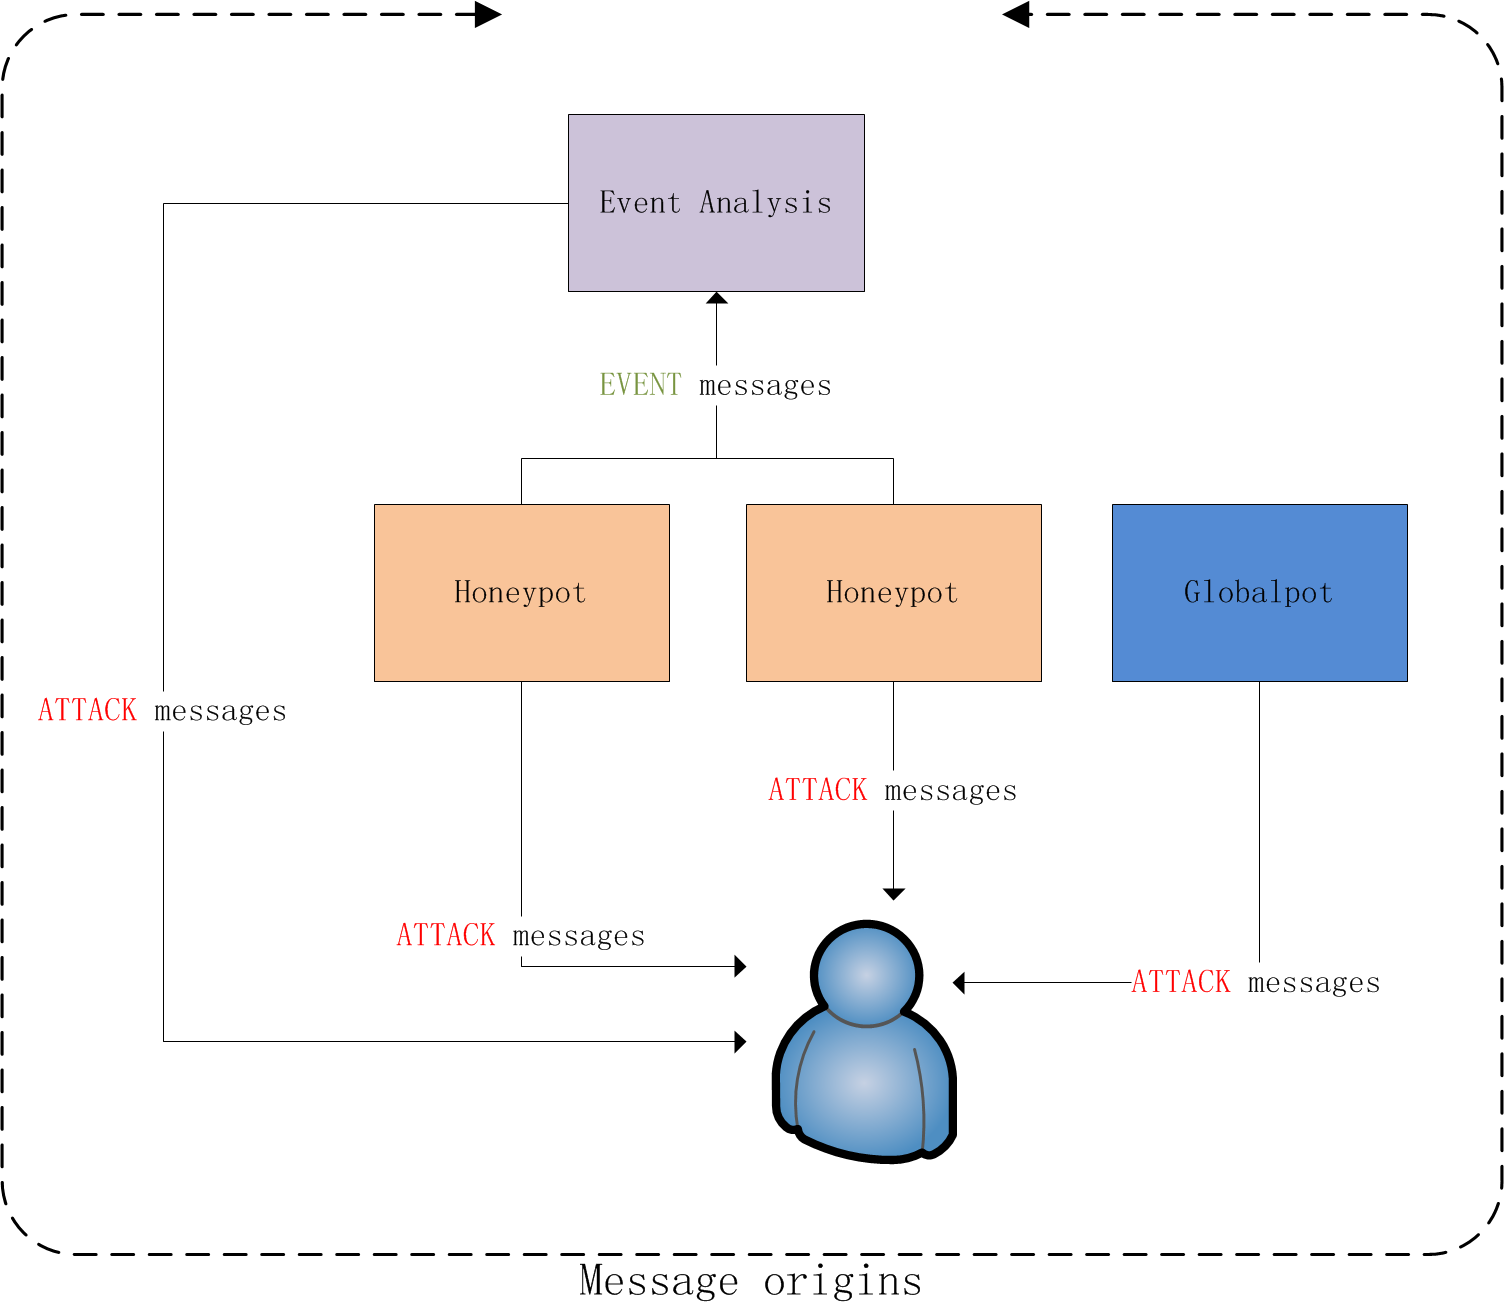 Event Analysis
EVENT messages
Honeypot
Honeypot
Globalpot
ATTACK messages
ATTACK messages
ATTACK messages
ATTACK messages
Message origins